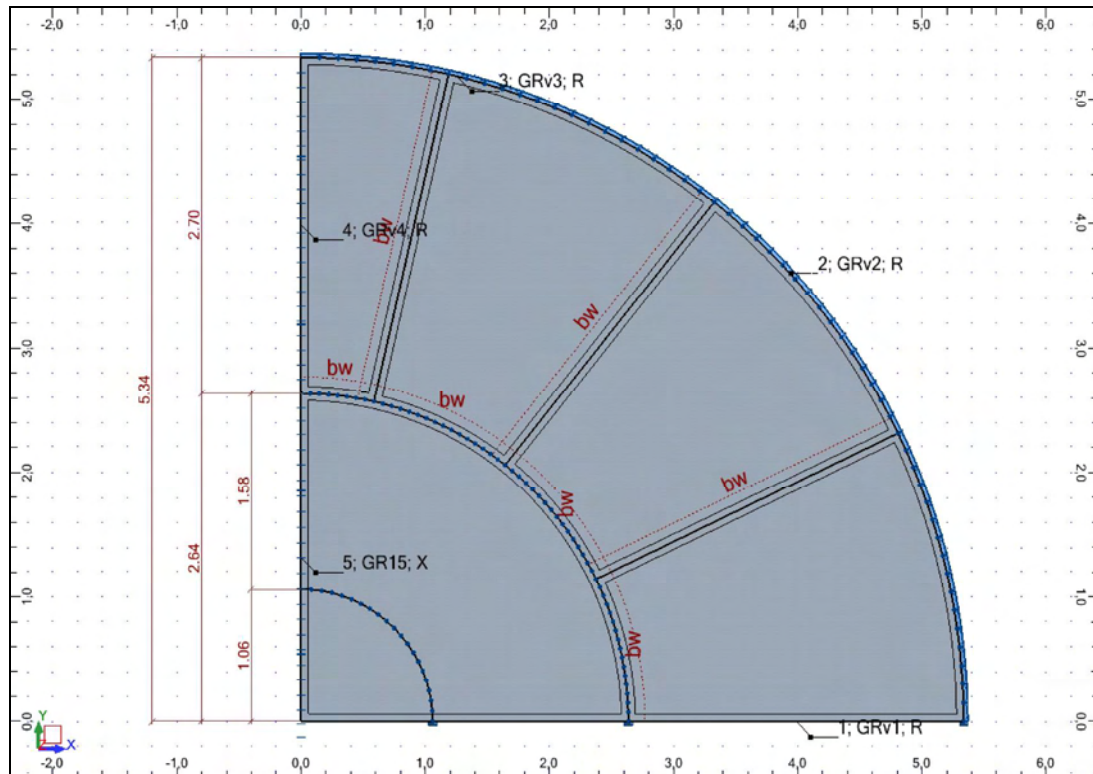 -2,0 -1,0 0,0 1,0 2,0 3,0 4,0 5,0 6,0
5,0 5,0
3; GRv3; R
4,0 4,0
2.70
bw
4; GRv4; R
2; GRv2; R
bw
3,0 3,0
5.34
bw
bw
2,0 2,0
bw
1.58
bw
2.64
5; GR15; X
1,0 1,0
1.06
bw
0,0 0,0
1; GRv1; R
Y
Z X
-2,0 -1,0 0,0 1,0 2,0 3,0 4,0 5,0 6,0